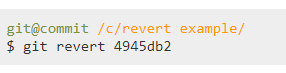 git@commit /c/revert example/
$ git revert 4945db2